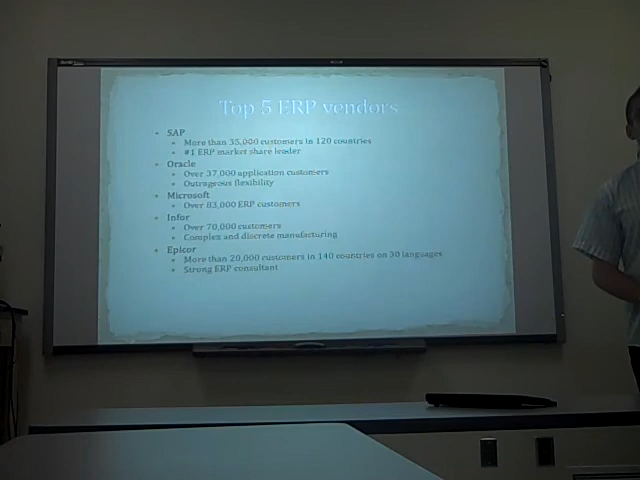 Top 5 ERP vendors
SAP
More than 35,000 customers in 120 countries
#1 ERP market share leader
Oracle
Over 37,000 application customers
Outrageous flexibility
Microsoft
Over 83,000 ERP customers
Infor
Over 70,000 customers
Complex and discrete manufacturing
Epicor
More than 20,000 customers in 140 countries on 30 languages
Strong ERP consultant